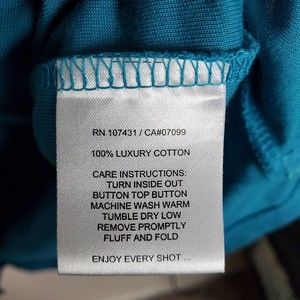 RN 107431 / CA#07099
100% LUXURY COTTON
CARE INSTRUCTIONS:
TURN INSIDE OUT
BUTTON TOP BUTTON
MACHINE WASH WARM
TUMBLE DRY LOW
REMOVE PROMPTLY
FLUFF AND FOLD
ENJOY EVERY SHOT ...